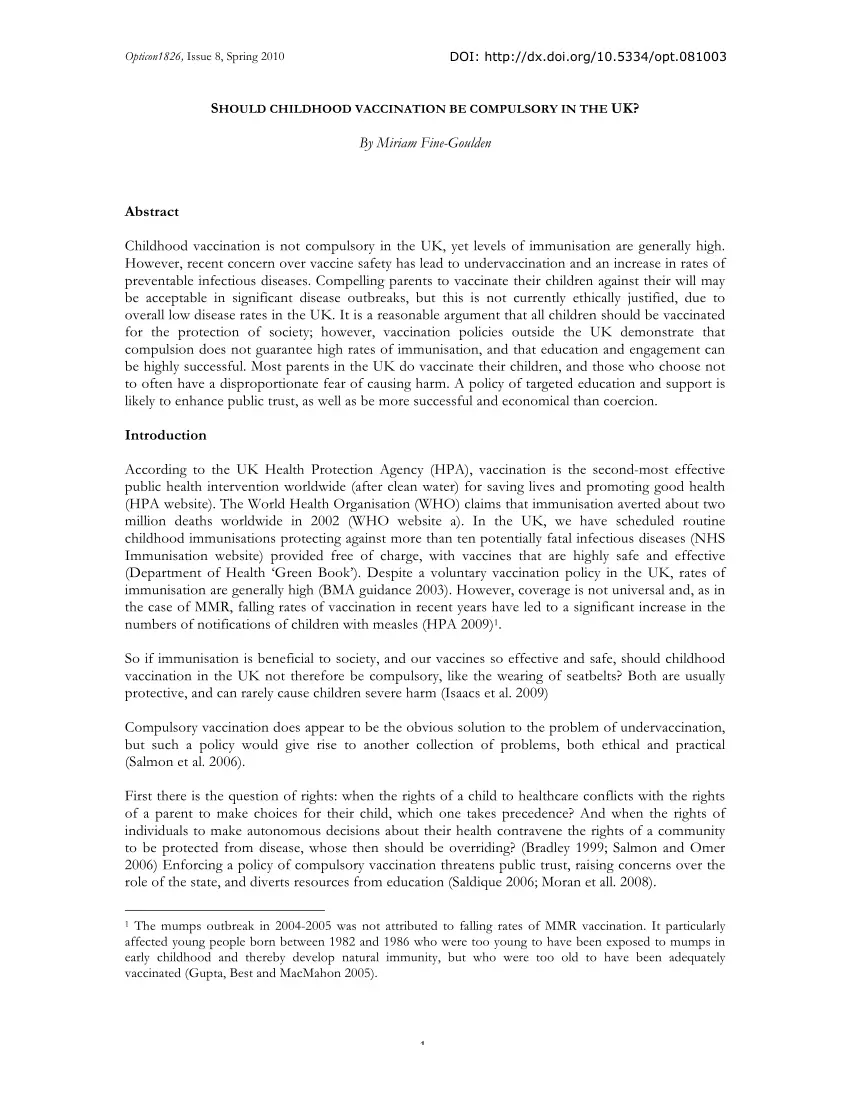 Opticon1826, Issue 8, Spring 2010
DOI: http://dx.doi.org/10.5334/opt.081003
SHOULD CHILDHOOD VACCINATION BE COMPULSORY IN THE UK?
By Miriam Fine-Goulden
Abstract
Childhood vaccination is not compulsory in the UK, yet levels of immunisation are generally high.
However, recent concern over vaccine safety has lead to undervaccination and an increase in rates of
preventable infectious diseases. Compelling parents to vaccinate their children against their will may
be acceptable in significant disease outbreaks, but this is not currently ethically justified, due to
overall low disease rates in the UK. It is a reasonable argument that all children should be vaccinated
for the protection of society; however, vaccination policies outside the UK demonstrate that
compulsion does not guarantee high rates of immunisation, and that education and engagement can
be highly successful. Most parents in the UK do vaccinate their children, and those who choose not
to often have a disproportionate fear of causing harm. A policy of targeted education and support is
likely to enhance public trust, as well as be more successful and economical than coercion.
Introduction
According to the UK Health Protection Agency (HPA), vaccination is the second-most effective
public health intervention worldwide (after clean water) for saving lives and promoting good health
(HPA website). The World Health Organisation (WHO) claims that immunisation averted about two
million deaths worldwide in 2002 (WHO website a). In the UK, we have scheduled routine
childhood immunisations protecting against more than ten potentially fatal infectious diseases (NHS
Immunisation website) provided free of charge, with vaccines that are highly safe and effective
(Department of Health ‘Green Book’). Despite a voluntary vaccination policy in the UK, rates of
immunisation are generally high (BMA guidance 2003). However, coverage is not universal and, as in
the case of MMR, falling rates of vaccination in recent years have led to a significant increase in the
numbers of notifications of children with measles (HPA 2009)1.
So if immunisation is beneficial to society, and our vaccines so effective and safe, should childhood
vaccination in the UK not therefore be compulsory, like the wearing of seatbelts? Both are usually
protective, and can rarely cause children severe harm (Isaacs et al. 2009)
Compulsory vaccination does appear to be the obvious solution to the problem of undervaccination,
but such a policy would give rise to another collection of problems, both ethical and practical
(Salmon et al. 2006).
First there is the question of rights: when the rights of a child to healthcare conflicts with the rights
of a parent to make choices for their child, which one takes precedence? And when the rights of
individuals to make autonomous decisions about their health contravene the rights of a community
to be protected from disease, whose then should be overriding? (Bradley 1999; Salmon and Omer
2006) Enforcing a policy of compulsory vaccination threatens public trust, raising concerns over the
role of the state, and diverts resources from education (Saldique 2006; Moran et all. 2008).
1 The mumps outbreak in 2004-2005 was not attributed to falling rates of MMR vaccination. It particularly
affected young people born between 1982 and 1986 who were too young to have been exposed to mumps in
early childhood and thereby develop natural immunity, but who were too old to have been adequately
vaccinated (Gupta, Best and MacMahon 2005).